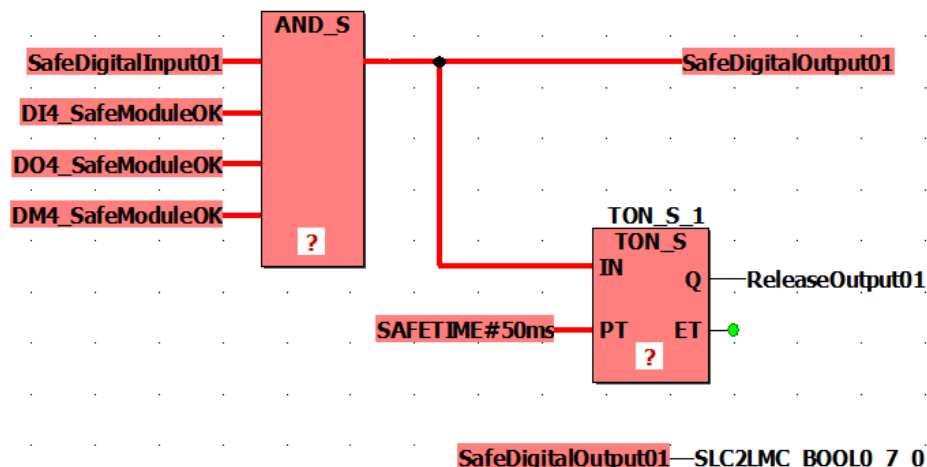 AND_S
SafeDigitalInput01
SafeDigitalOutput01
DI4_SafeModuleOK
DO4_SafeModuleOK
DM4_SafeModuleOK
?
TON_S_1
TON_S
IN
Q
ReleaseOutput01
SAFETIME#50ms
PT
ET
?
SafeDigitalOutput01
SLC2LMC_BOOL0_7_0